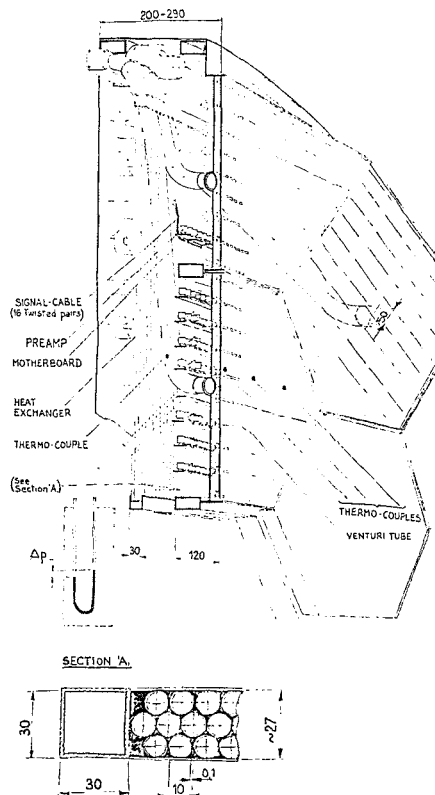 200-290
SIGNAL-CABLE
(16 Twisted pairs)
PREAMP
MOTHERBOARD
HEAT
EXCHANGER
THERMO-COUPLE
(See
Section'A)
Δp
30
120
50
THERMO-COUPLES
VENTURI TUBE
SECTION 'A,
30
~27
0,1
30
10